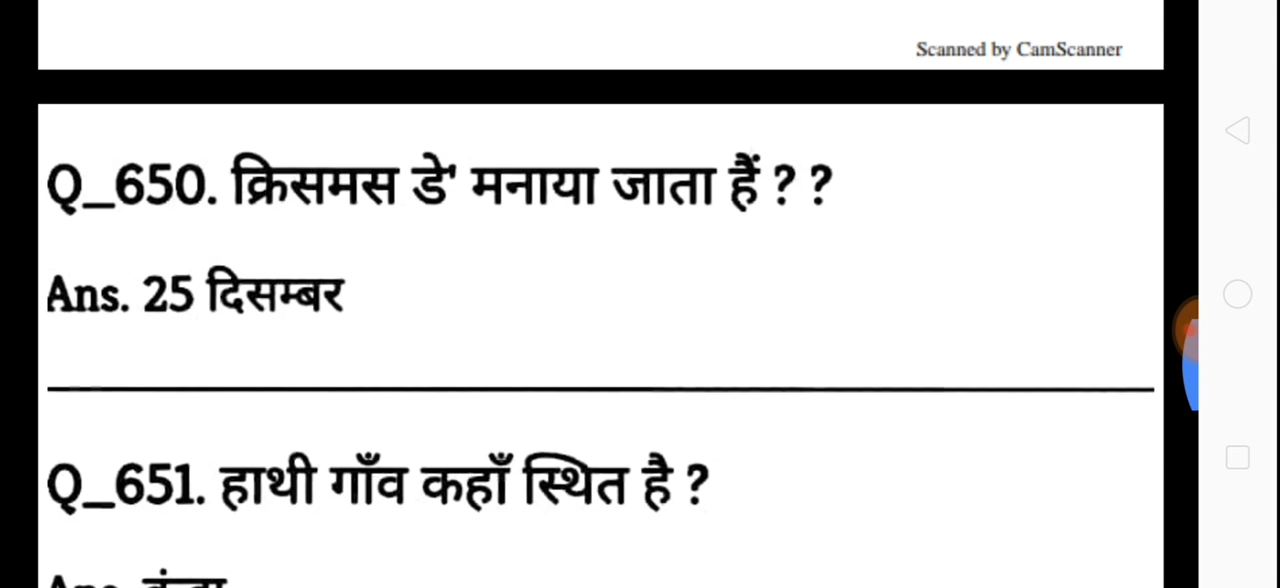 Scanned by CamScanner
Q_650. क्रिसमस डे' मनाया जाता हैं ? ?
Ans. 25 दिसम्बर
Q_651. हाथी गाँव कहाँ स्थित है ?